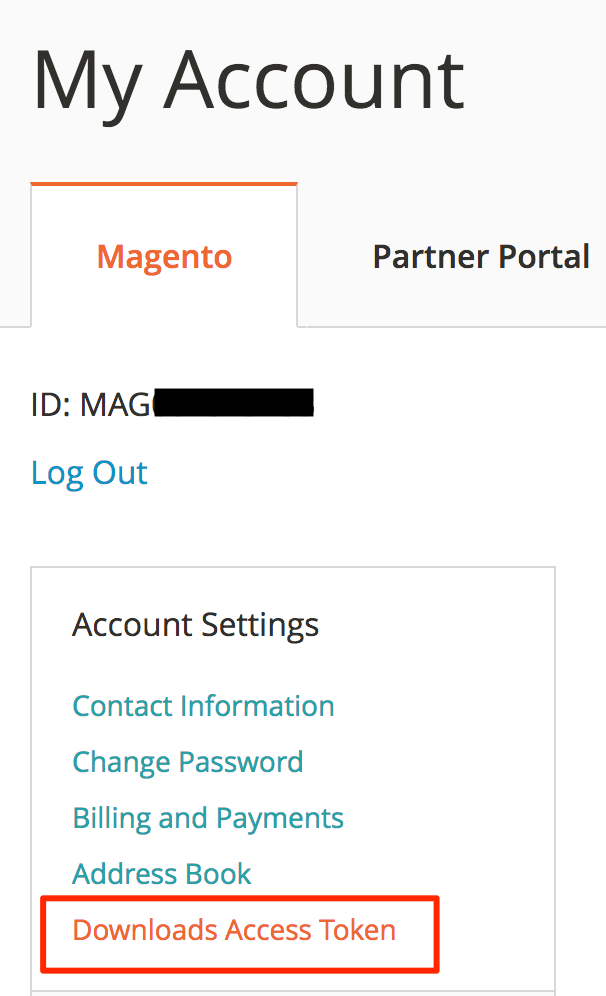 My Account
Magento
Partner Portal
ID: MAG
Log Out
Account Settings
Contact Information
Change Password
Billing and Payments
Address Book
Downloads Access Token